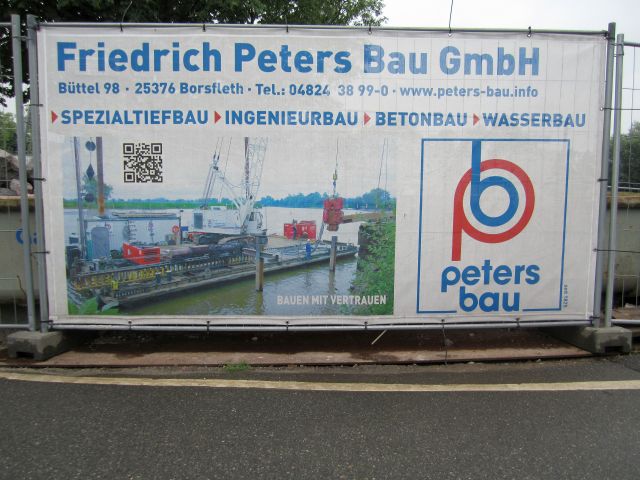 Friedrich Peters Bau GmbH
Büttel 98 · 25376 Borsfleth · Tel.: 04824 38 99-0 · www.peters-bau.info
SPEZIALTIEFBAU INGENIEURBAU BETONBAU WASSERBAU
BAUEN MIT VERTRAUEN
pb
peters
bau